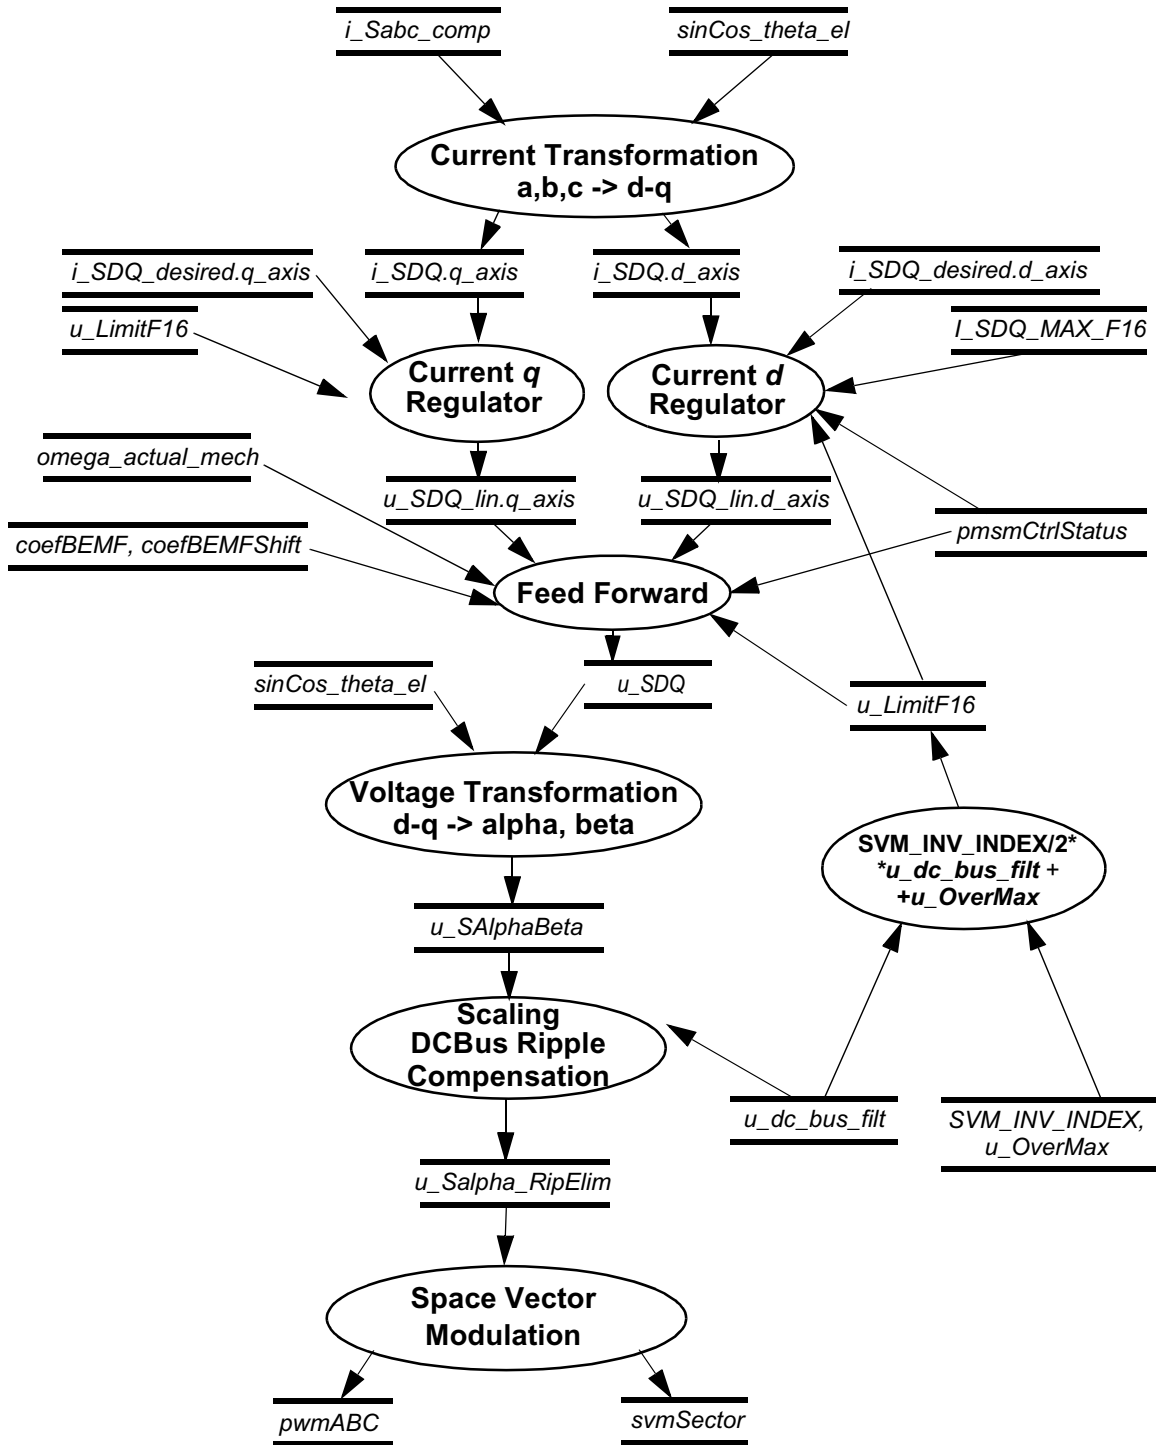 i_Sabc_comp
sinCos_theta_el
Current Transformation
a,b,c -> d-q
i_SDQ_desired.q_axis
i_SDQ.q_axis
i_SDQ.d_axis
i_SDQ_desired.d_axis
u_LimitF16
I_SDQ_MAX_F16
Current q
Regulator
Current d
Regulator
omega_actual_mech
u_SDQ_lin.q_axis
u_SDQ_lin.d_axis
coefBEMF, coefBEMFShift
pmsmCtrlStatus
Feed Forward
sinCos_theta_el
u_SDQ
u_LimitF16
Voltage Transformation
d-q -> alpha, beta
SVM_INV_INDEX/2*
*u_dc_bus_filt +
+u_OverMax
u_SAlphaBeta
Scaling
DCBus Ripple
Compensation
u_dc_bus_filt
SVM_INV_INDEX,
u_OverMax
u_Salpha_RipElim
Space Vector
Modulation
pwmABC
svmSector